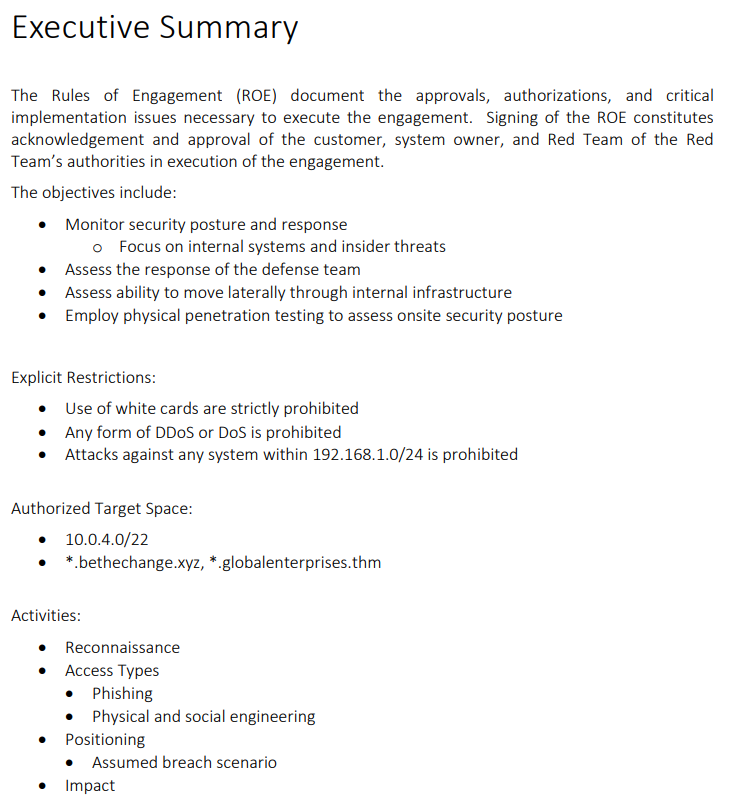 Executive Summary
The Rules of Engagement (ROE) document the approvals, authorizations, and critical
implementation issues necessary to execute the engagement. Signing of the ROE constitutes
acknowledgement and approval of the customer, system owner, and Red Team of the Red
Team's authorities in execution of the engagement.
The objectives include:
• Monitor security posture and response
o Focus on internal systems and insider threats
• Assess the response of the defense team
• Assess ability to move laterally through internal infrastructure
• Employ physical penetration testing to assess onsite security posture
Explicit Restrictions:
• Use of white cards are strictly prohibited
• Any form of DDoS or DoS is prohibited
• Attacks against any system within 192.168.1.0/24 is prohibited
Authorized Target Space:
• 10.0.4.0/22
• *.bethechange.xyz, *.globalenterprises.thm
Activities:
• Reconnaissance
• Access Types
• Phishing
• Physical and social engineering
• Positioning
• Assumed breach scenario
• Impact